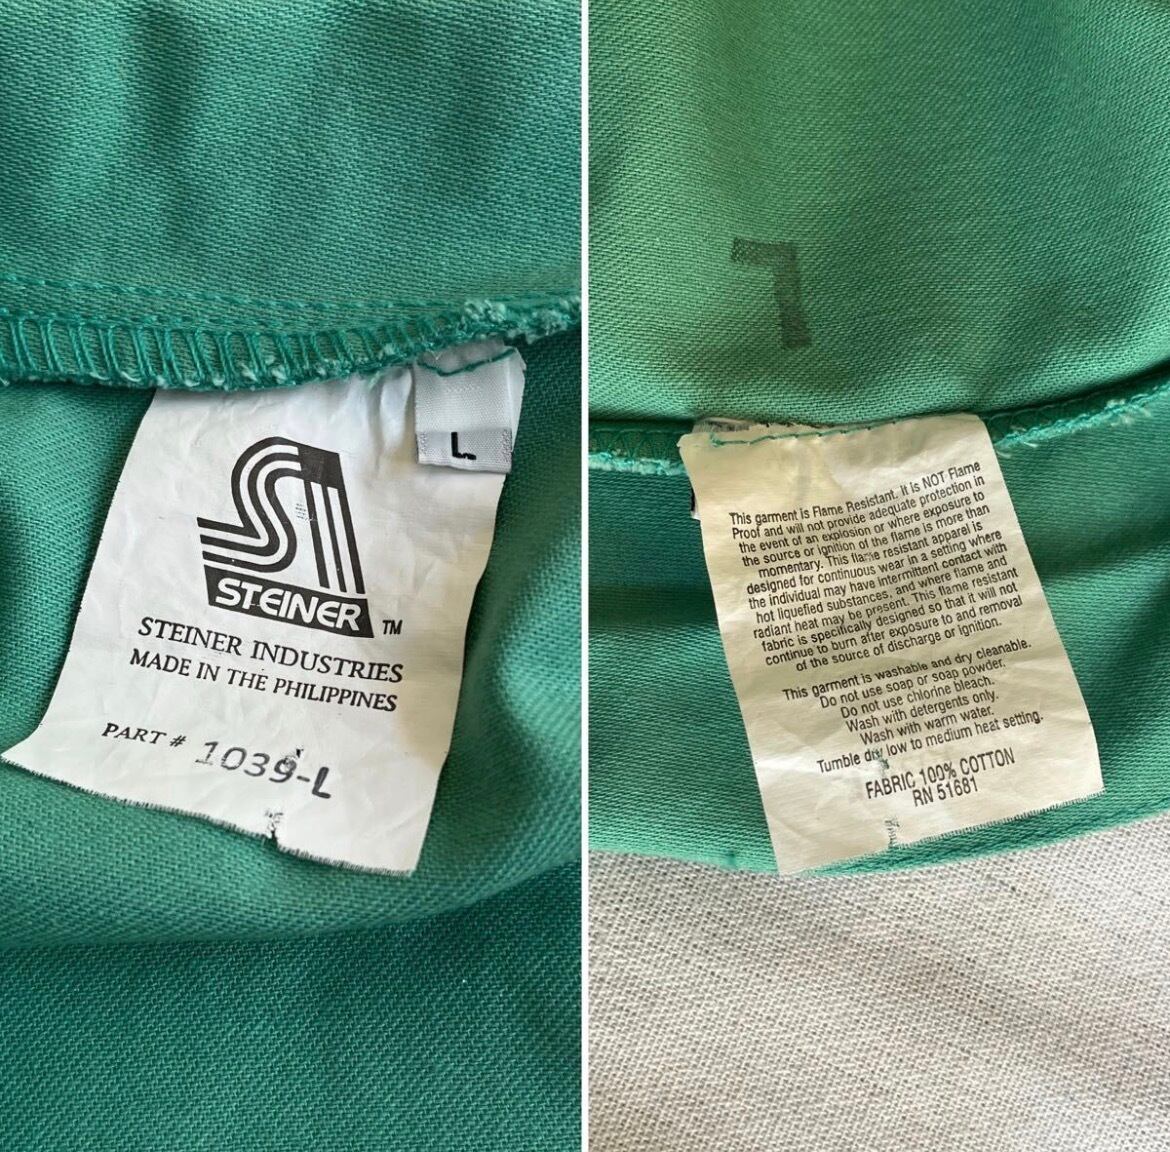 L
STEINER
TM
STEINER INDUSTRIES
MADE IN THE PHILIPPINES
PART # 1039-L
L
This garment is Flame Resistant. It is NOT Flame
Proof and will not provide adequate protection in
the event of an explosion or where exposure to
the source or ignition of the flame is more than
momentary. This flame resistant apparel is
designed for continuous wear in a setting where
the individual may have intermittent contact with
hot liquefied substances, and where flame and
radiant heat may be present. This flame resistant
fabric is specifically designed so that it will not
continue to burn after exposure to and removal
of the source of discharge or ignition.
This garment is washable and dry cleanable.
Do not use soap or soap powder.
Do not use chlorine bleach.
Wash with detergents only.
Wash with warm water.
Tumble dry low to medium heat setting.
FABRIC 100% COTTON
RN 51681